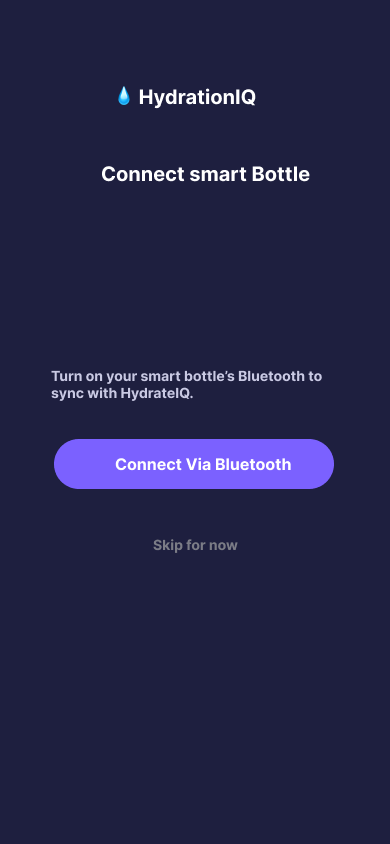 💧 HydrationIQ
Connect smart Bottle
Turn on your smart bottle’s Bluetooth to
sync with HydrateIQ.
Connect Via Bluetooth
Skip for now